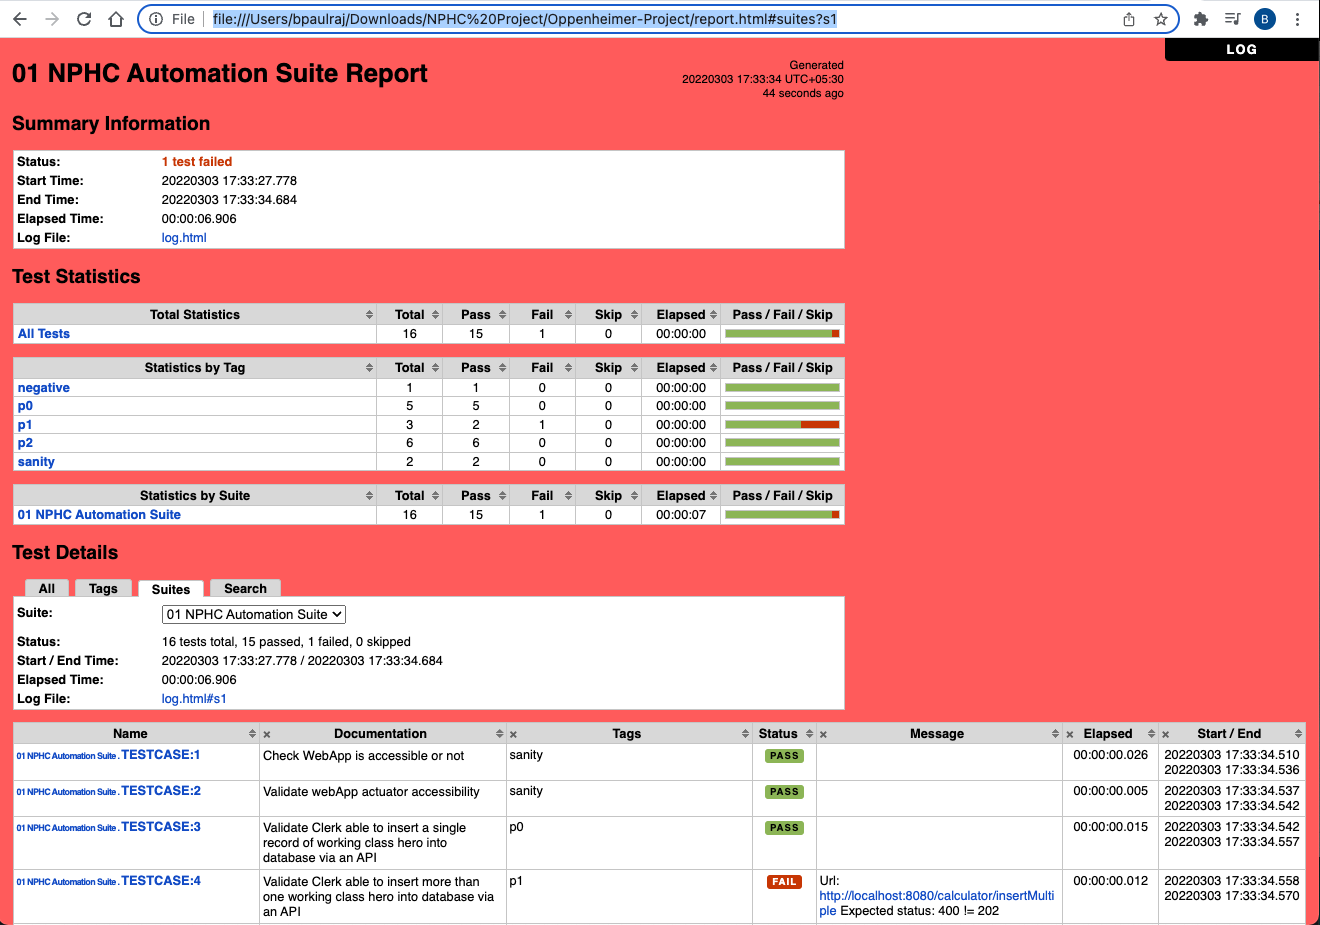 File file:///Users/bpaulraj/Downloads/NPHC%20Project/Oppenheimer-Project/report.html#suites?s1 B
LOG
01 NPHC Automation Suite Report
Generated
20220303 17:33:34 UTC+05:30
44 seconds ago
Summary Information
Status: 1 test failed
Start Time: 20220303 17:33:27.778
End Time: 20220303 17:33:34.684
Elapsed Time: 00:00:06.906
Log File: log.html
Test Statistics
Total Statistics Total Pass Fail Skip Elapsed Pass / Fail / Skip
All Tests 16 15 1 0 00:00:00
Statistics by Tag Total Pass Fail Skip Elapsed Pass / Fail / Skip
negative 1 1 0 0 00:00:00
p0 5 5 0 0 00:00:00
p1 3 2 1 0 00:00:00
p2 6 6 0 0 00:00:00
sanity 2 2 0 0 00:00:00
Statistics by Suite Total Pass Fail Skip Elapsed Pass / Fail / Skip
01 NPHC Automation Suite 16 15 1 0 00:00:07
Test Details
All Tags Suites Search
Suite: 01 NPHC Automation Suite
Status: 16 tests total, 15 passed, 1 failed, 0 skipped
Start / End Time: 20220303 17:33:27.778 / 20220303 17:33:34.684
Elapsed Time: 00:00:06.906
Log File: log.html#s1
Name × Documentation × Tags Status × Message × Elapsed × Start / End
01 NPHC Automation Suite . TESTCASE:1 Check WebApp is accessible or not sanity PASS 00:00:00.026 20220303 17:33:34.510
20220303 17:33:34.536
01 NPHC Automation Suite . TESTCASE:2 Validate webApp actuator accessibility sanity PASS 00:00:00.005 20220303 17:33:34.537
20220303 17:33:34.542
01 NPHC Automation Suite . TESTCASE:3 Validate Clerk able to insert a single p0 PASS 00:00:00.015 20220303 17:33:34.542
record of working class hero into 20220303 17:33:34.557
database via an API
01 NPHC Automation Suite . TESTCASE:4 Validate Clerk able to insert more than p1 FAIL Url: 00:00:00.012 20220303 17:33:34.558
one working class hero into database via http://localhost:8080/calculator/insertMulti 20220303 17:33:34.570
an API ple Expected status: 400 != 202